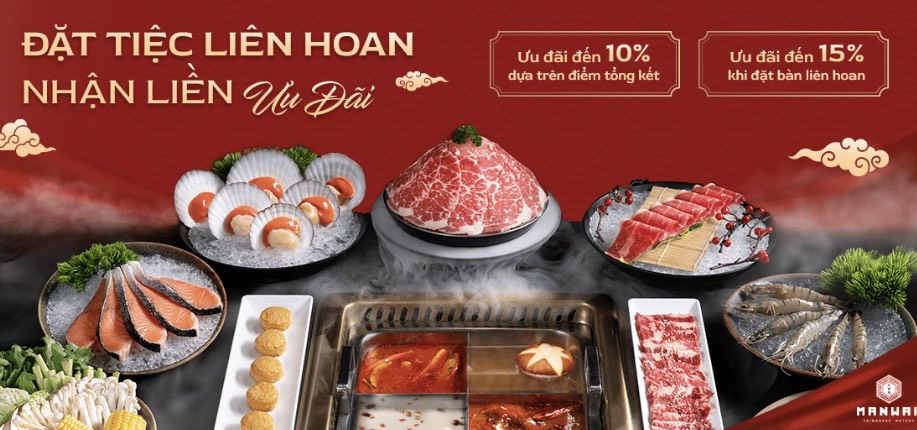 ĐẶT TIỆC LIÊN HOAN
NHẬN LIỀN Ưu Đãi
Ưu đãi đến 10%
dựa trên điểm tổng kết
Ưu đãi đến 15%
khi đặt bàn liên hoan